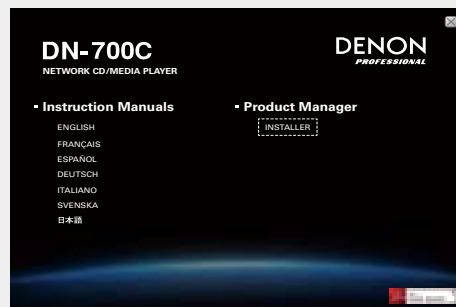 DN-700C
NETWORK CD/MEDIA PLAYER
DENON
PROFESSIONAL
Instruction Manuals
ENGLISH
FRANÇAIS
ESPAÑOL
DEUTSCH
ITALIANO
SVENSKA
日本語
Product Manager
INSTALLER